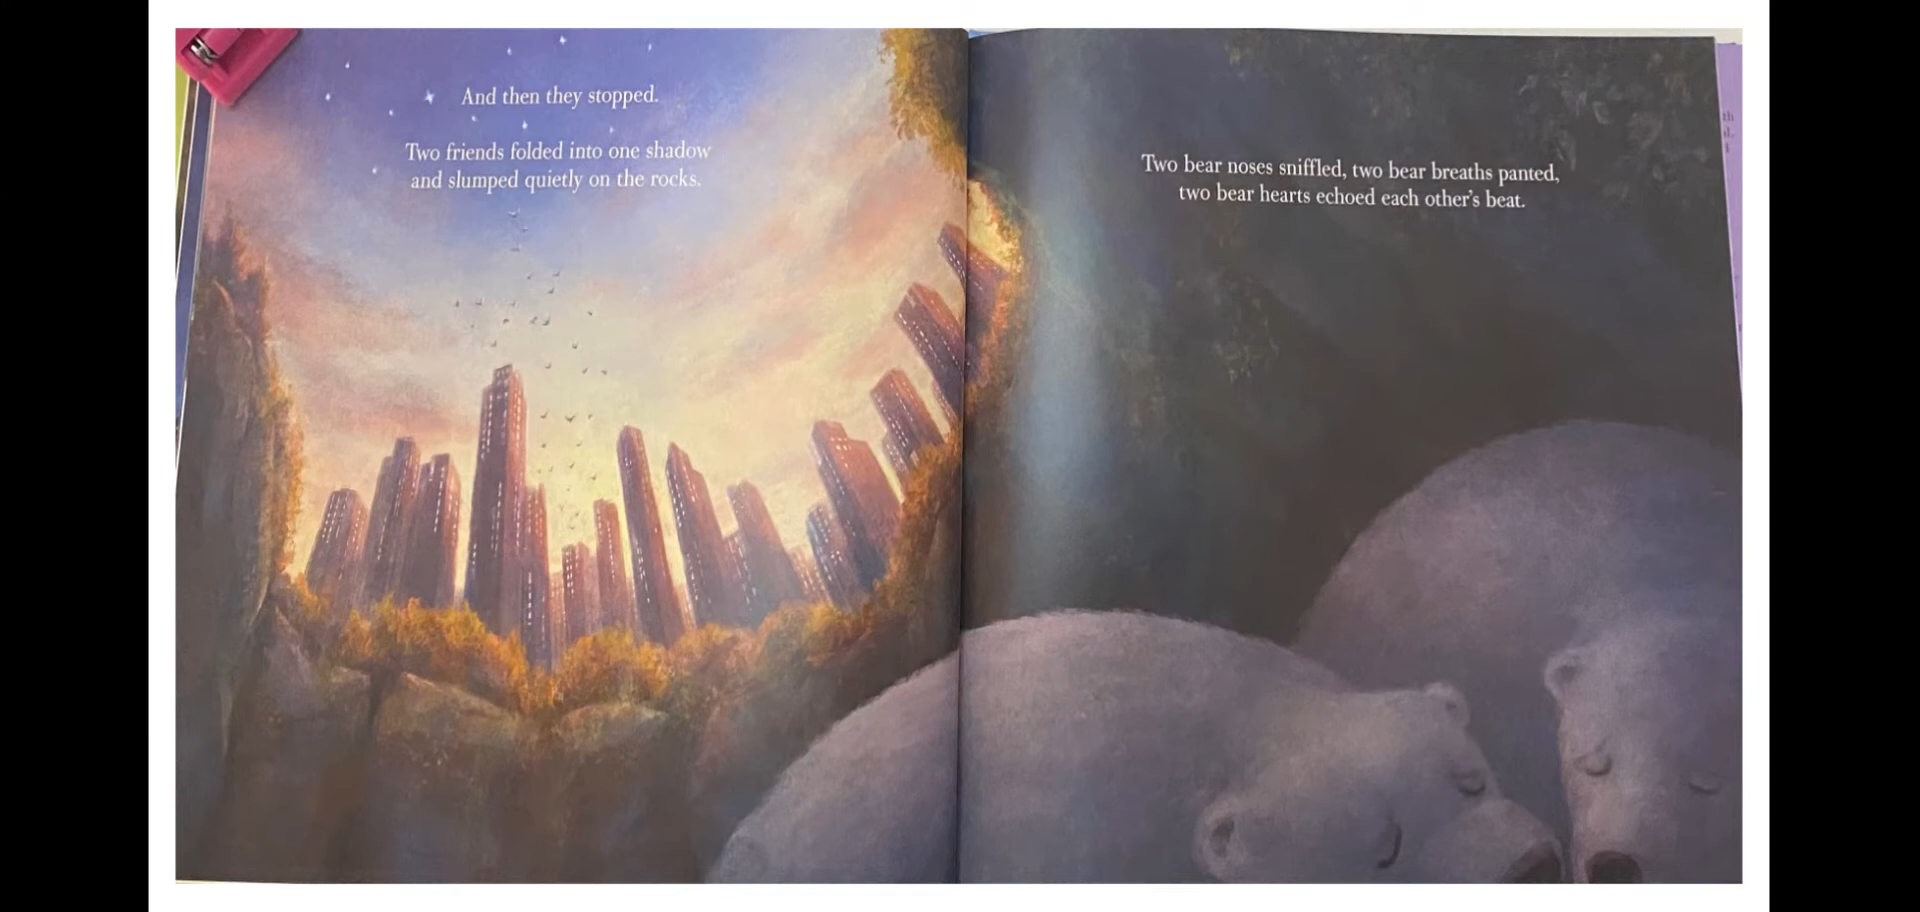 And then they stopped.
Two friends folded into one shadow
and slumped quietly on the rocks.
Two bear noses sniffled, two bear breaths panted,
two bear hearts echoed each other's beat.